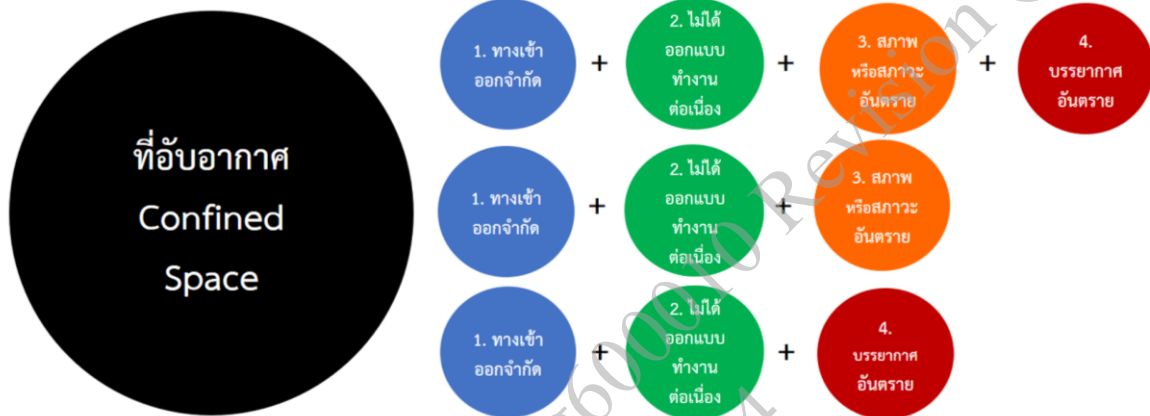 ที่อับอากาศ
Confined
Space
1. ทางเข้า
ออกจำกัด
+
2. ไม่ได้
ออกแบบ
ทำงาน
ต่อเนื่อง
+
3. สภาพ
หรือสภาวะ
อันตราย
+
4.
บรรยากาศ
อันตราย
1. ทางเข้า
ออกจำกัด
+
2. ไม่ได้
ออกแบบ
ทำงาน
ต่อเนื่อง
+
3. สภาพ
หรือสภาวะ
อันตราย
1. ทางเข้า
ออกจำกัด
+
2. ไม่ได้
ออกแบบ
ทำงาน
ต่อเนื่อง
+
4.
บรรยากาศ
อันตราย
Revision